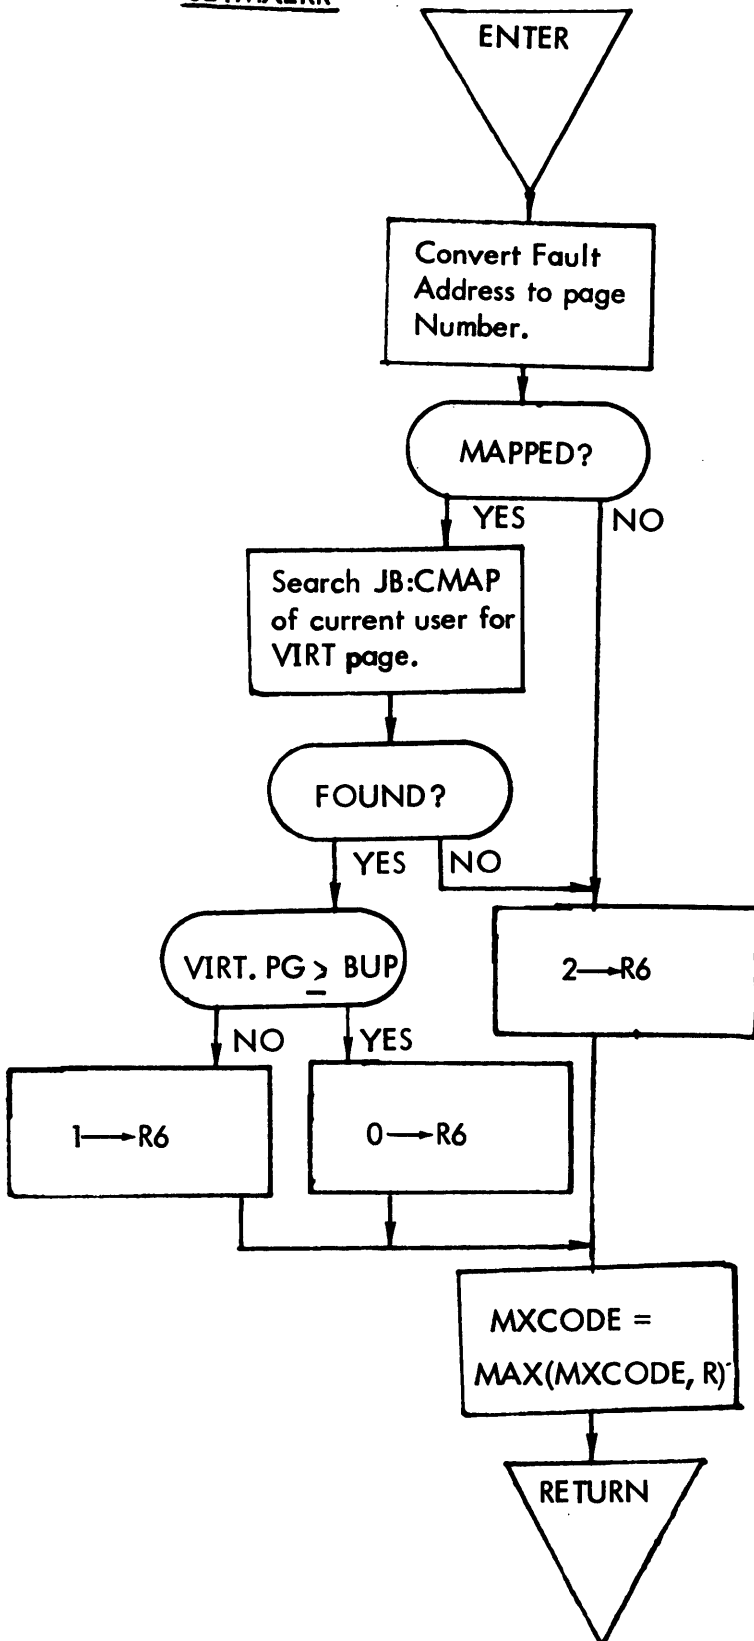 ENTER
Convert Fault
Address to page
Number.
MAPPED?
YES
NO
Search JB:CMAP
of current user for
VIRT page.
FOUND?
YES
NO
VIRT. PG ≥ BUP
2→R6
NO
YES
1→R6
0→R6
MXCODE =
MAX(MXCODE, R)
RETURN